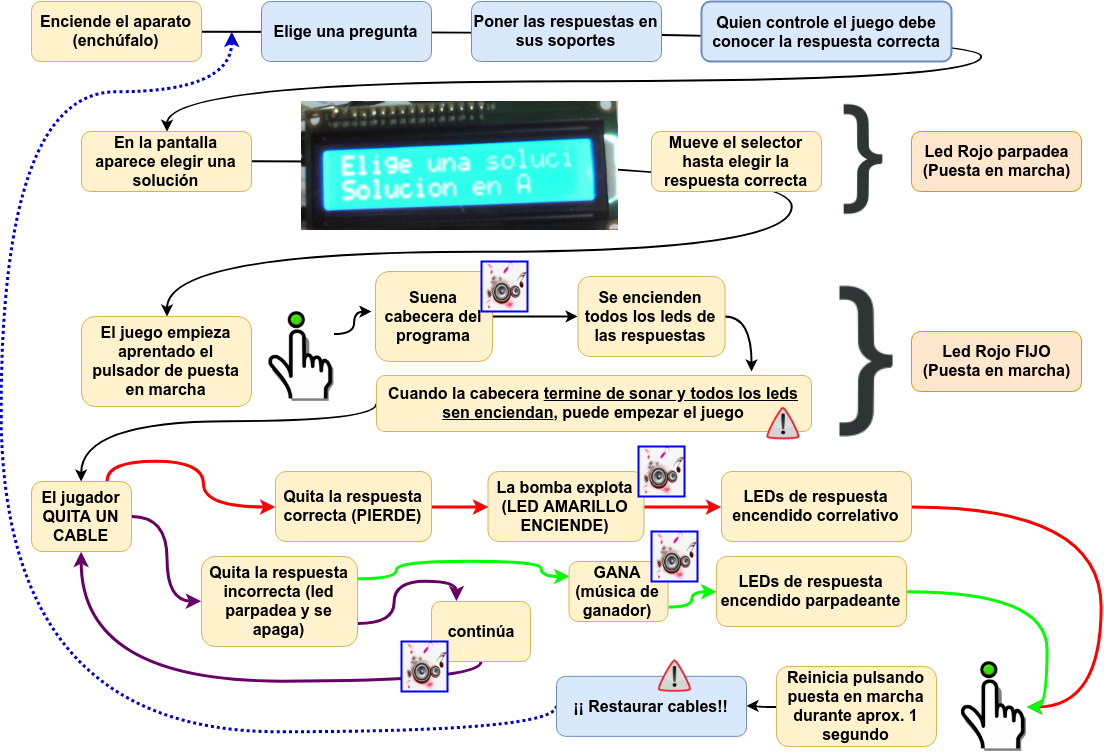 Enciende el aparato
(enchúfalo)
Elige una pregunta
Poner las respuestas en
sus soportes
Quien controle el juego debe
conocer la respuesta correcta
En la pantalla
aparece elegir una
solución
Elige una soluci
Solucion en A
Mueve el selector
hasta elegir la
respuesta correcta
Led Rojo parpadea
(Puesta en marcha)
El juego empieza
aprentado el
pulsador de puesta
en marcha
Suena
cabecera del
programa
Se encienden
todos los leds de
las respuestas
Led Rojo FIJO
(Puesta en marcha)
Cuando la cabecera termine de sonar y todos los leds
sen enciendan, puede empezar el juego
El jugador
QUITA UN
CABLE
Quita la respuesta
correcta (PIERDE)
La bomba explota
(LED AMARILLO
ENCIENDE)
LEDs de respuesta
encendido correlativo
Quita la respuesta
incorrecta (led
parpadea y se
apaga)
GANA
(música de
ganador)
LEDs de respuesta
encendido parpadeante
continúa
¡¡ Restaurar cables!!
Reinicia pulsando
puesta en marcha
durante aprox. 1
segundo